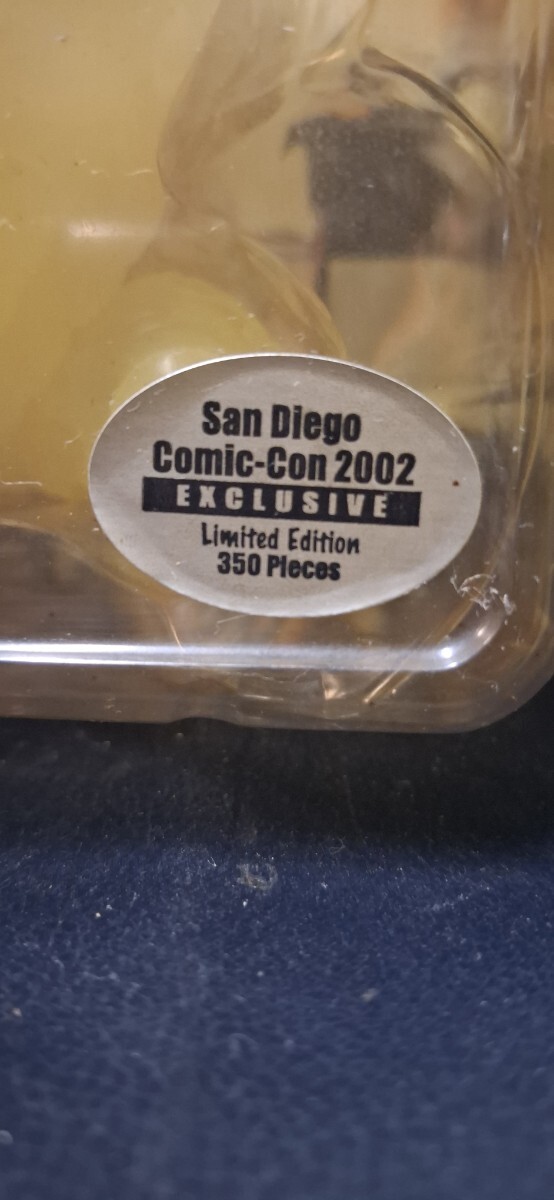 San Diego
Comic-Con 2002
EXCLUSIVE
Limited Edition
350 Pieces